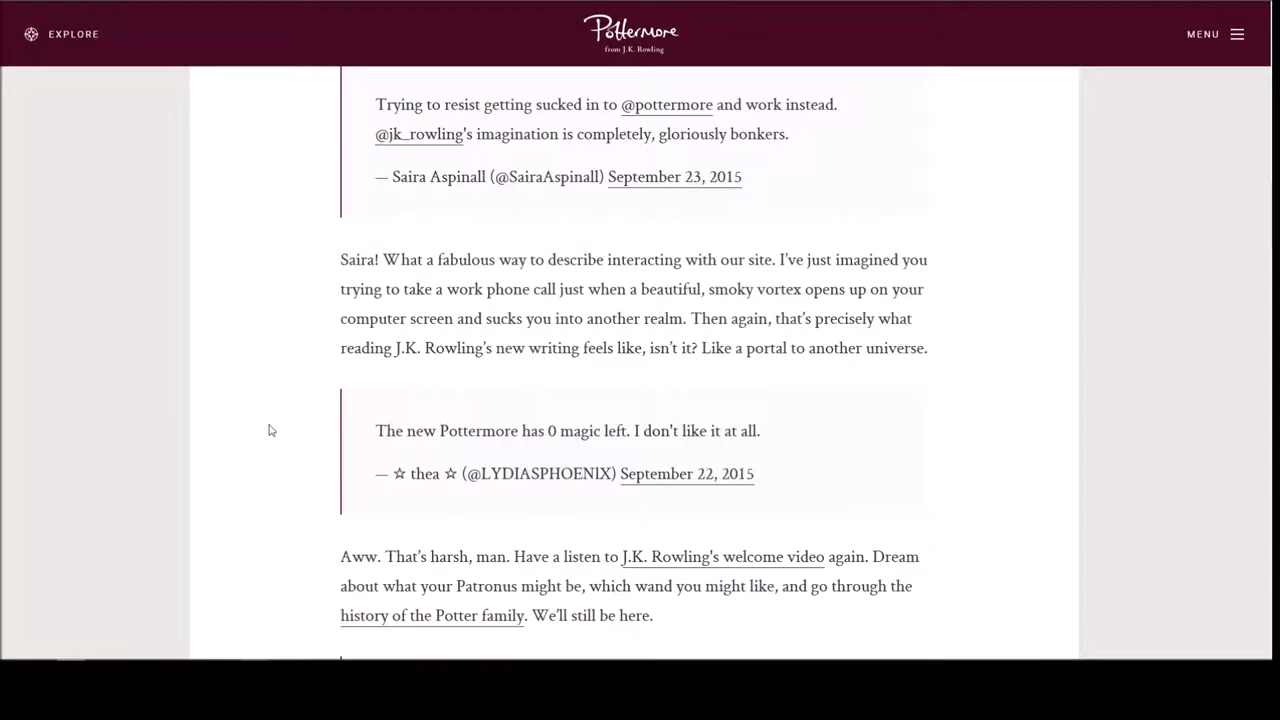 EXPLORE
Pottermore
from J.K. Rowling
MENU
Trying to resist getting sucked in to @pottermore and work instead.
@jk_rowling's imagination is completely, gloriously bonkers.
— Saira Aspinall (@SairaAspinall) September 23, 2015
Saira! What a fabulous way to describe interacting with our site. I’ve just imagined you
trying to take a work phone call just when a beautiful, smoky vortex opens up on your
computer screen and sucks you into another realm. Then again, that’s precisely what
reading J.K. Rowling’s new writing feels like, isn’t it? Like a portal to another universe.
The new Pottermore has 0 magic left. I don't like it at all.
— ☆ thea ☆ (@LYDIASPHOENlX) September 22, 2015
Aww. That’s harsh, man. Have a listen to J.K. Rowling's welcome video again. Dream
about what your Patronus might be, which wand you might like, and go through the
history of the Potter family. We’ll still be here.